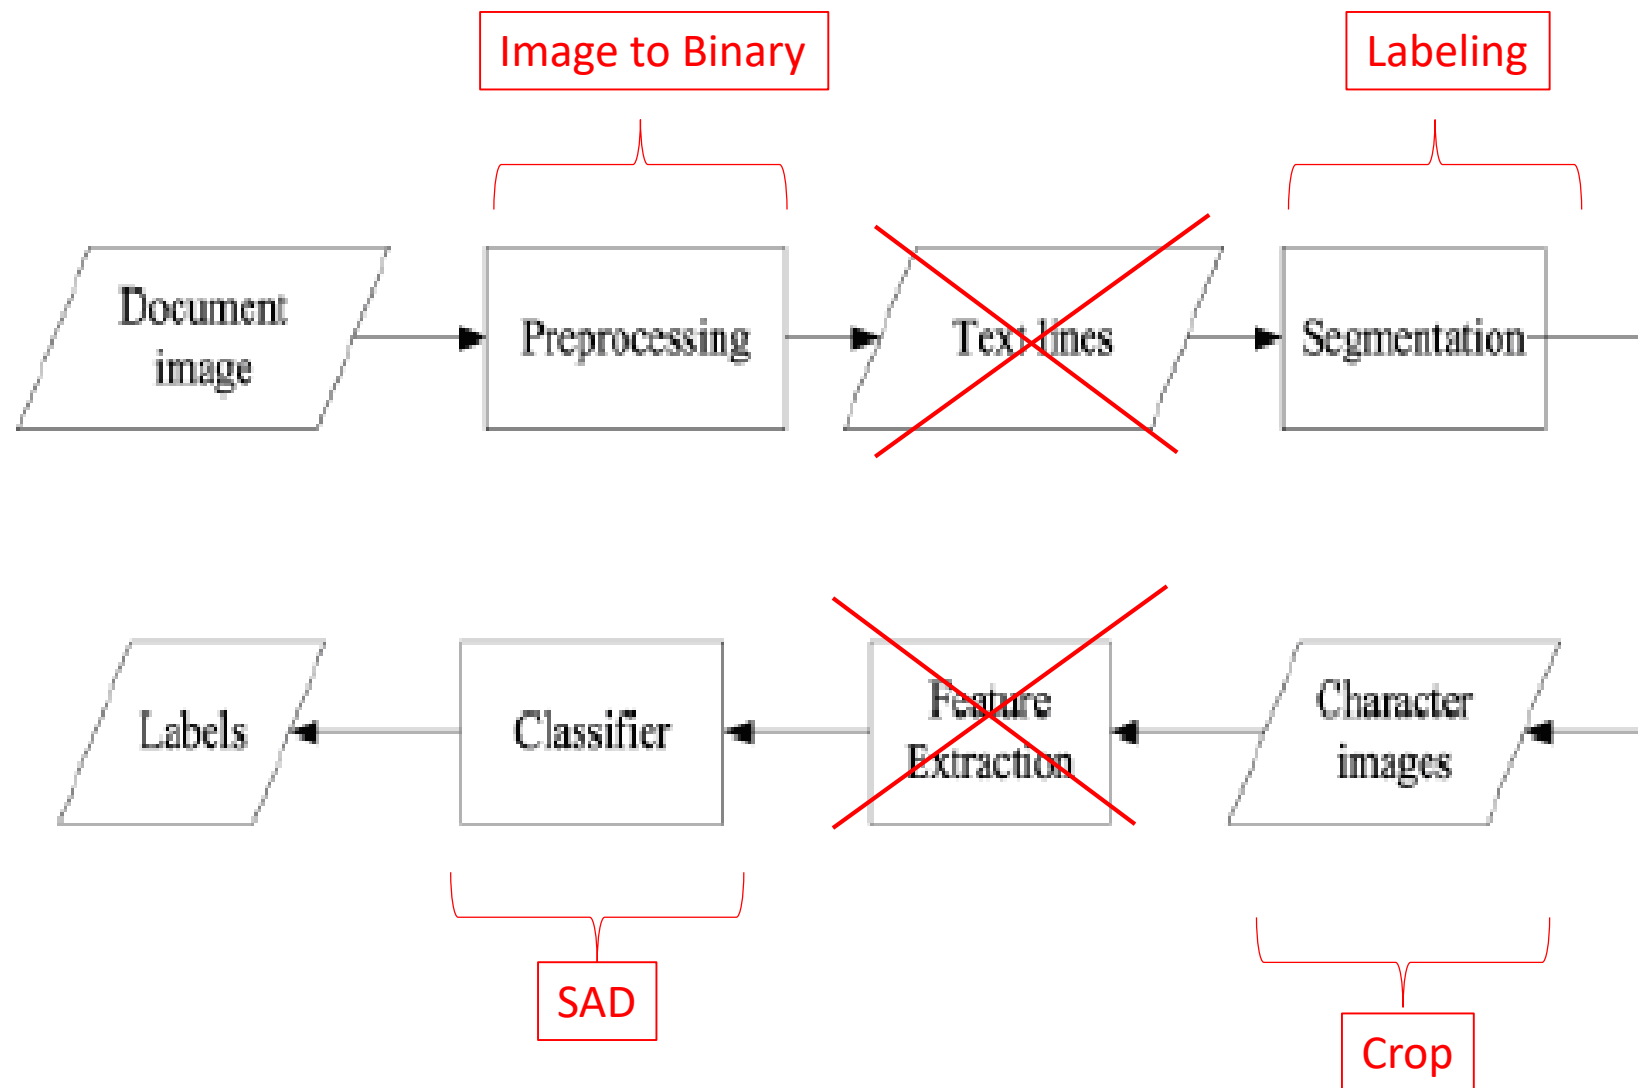 Image to Binary
Labeling
Document
image
Preprocessing
Text lines
Segmentation
Labels
Classifier
Feature
Extraction
Character
images
SAD
Crop